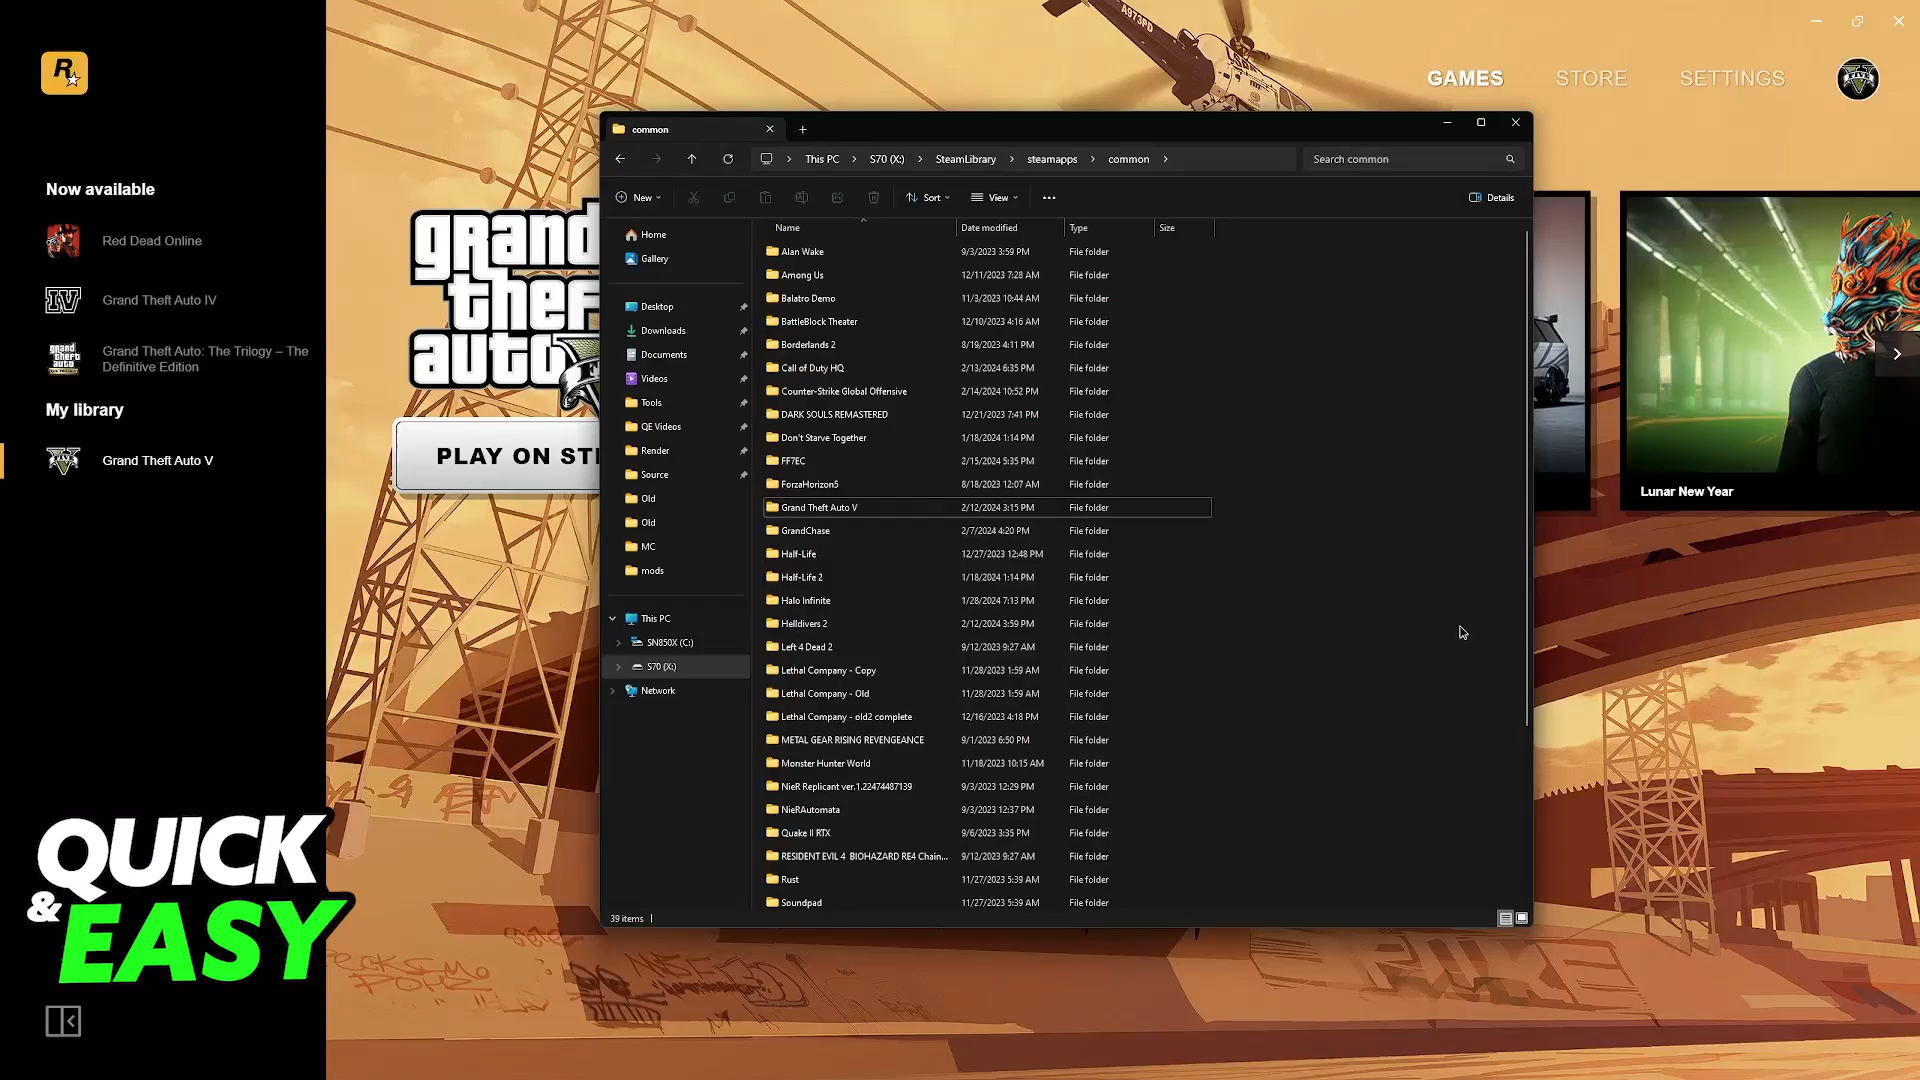 R
Now available
Red Dead Online
IV
Grand Theft Auto IV
Grand Theft Auto: The Trilogy – The
Definitive Edition
My library
Grand Theft Auto V
QUICK
& EASY
A973PD
GAMES
STORE
SETTINGS
grand
thef
auto
PLAY ON ST
Lunar New Year
common
This PC
S70 (X:)
SteamLibrary
steamapps
common
Search common
New
Sort
View
Details
Name
Date modified
Type
Size
Home
Gallery
Desktop
Downloads
Documents
Videos
Tools
QE Videos
Render
Source
Old
Old
MC
mods
This PC
SN850X (C:)
S70 (X:)
Network
Alan Wake 9/3/2023 3:59 PM File folder
Among Us 12/11/2023 7:28 AM File folder
Balatro Demo 11/3/2023 10:44 AM File folder
BattleBlock Theater 12/10/2023 4:16 AM File folder
Borderlands 2 8/19/2023 4:11 PM File folder
Call of Duty HQ 2/13/2024 6:35 PM File folder
Counter-Strike Global Offensive 2/14/2024 10:52 PM File folder
DARK SOULS REMASTERED 12/21/2023 7:41 PM File folder
Don't Starve Together 1/18/2024 1:14 PM File folder
FF7EC 2/15/2024 5:35 PM File folder
ForzaHorizon5 8/18/2023 12:07 AM File folder
Grand Theft Auto V 2/12/2024 3:15 PM File folder
GrandChase 2/7/2024 4:20 PM File folder
Half-Life 12/27/2023 12:48 PM File folder
Half-Life 2 1/18/2024 1:14 PM File folder
Halo Infinite 1/28/2024 7:13 PM File folder
Helldivers 2 2/12/2024 3:59 PM File folder
Left 4 Dead 2 9/12/2023 9:27 AM File folder
Lethal Company - Copy 11/28/2023 1:59 AM File folder
Lethal Company - Old 11/28/2023 1:59 AM File folder
Lethal Company - old2 complete 12/16/2023 4:18 PM File folder
METAL GEAR RISING REVENGEANCE 9/1/2023 6:50 PM File folder
Monster Hunter World 11/18/2023 10:15 AM File folder
NieR Replicant ver.1.22474487139 9/3/2023 12:29 PM File folder
NieRAutomata 9/3/2023 12:37 PM File folder
Quake II RTX 9/6/2023 3:35 PM File folder
RESIDENT EVIL 4 BIOHAZARD RE4 Chain... 9/12/2023 9:27 AM File folder
Rust 11/27/2023 5:39 AM File folder
Soundpad 11/27/2023 5:39 AM File folder
39 items